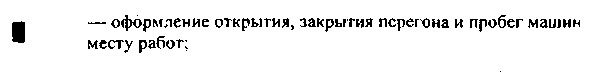 — оформление открытия, закрытия перегона и пробег машин
месту работ;